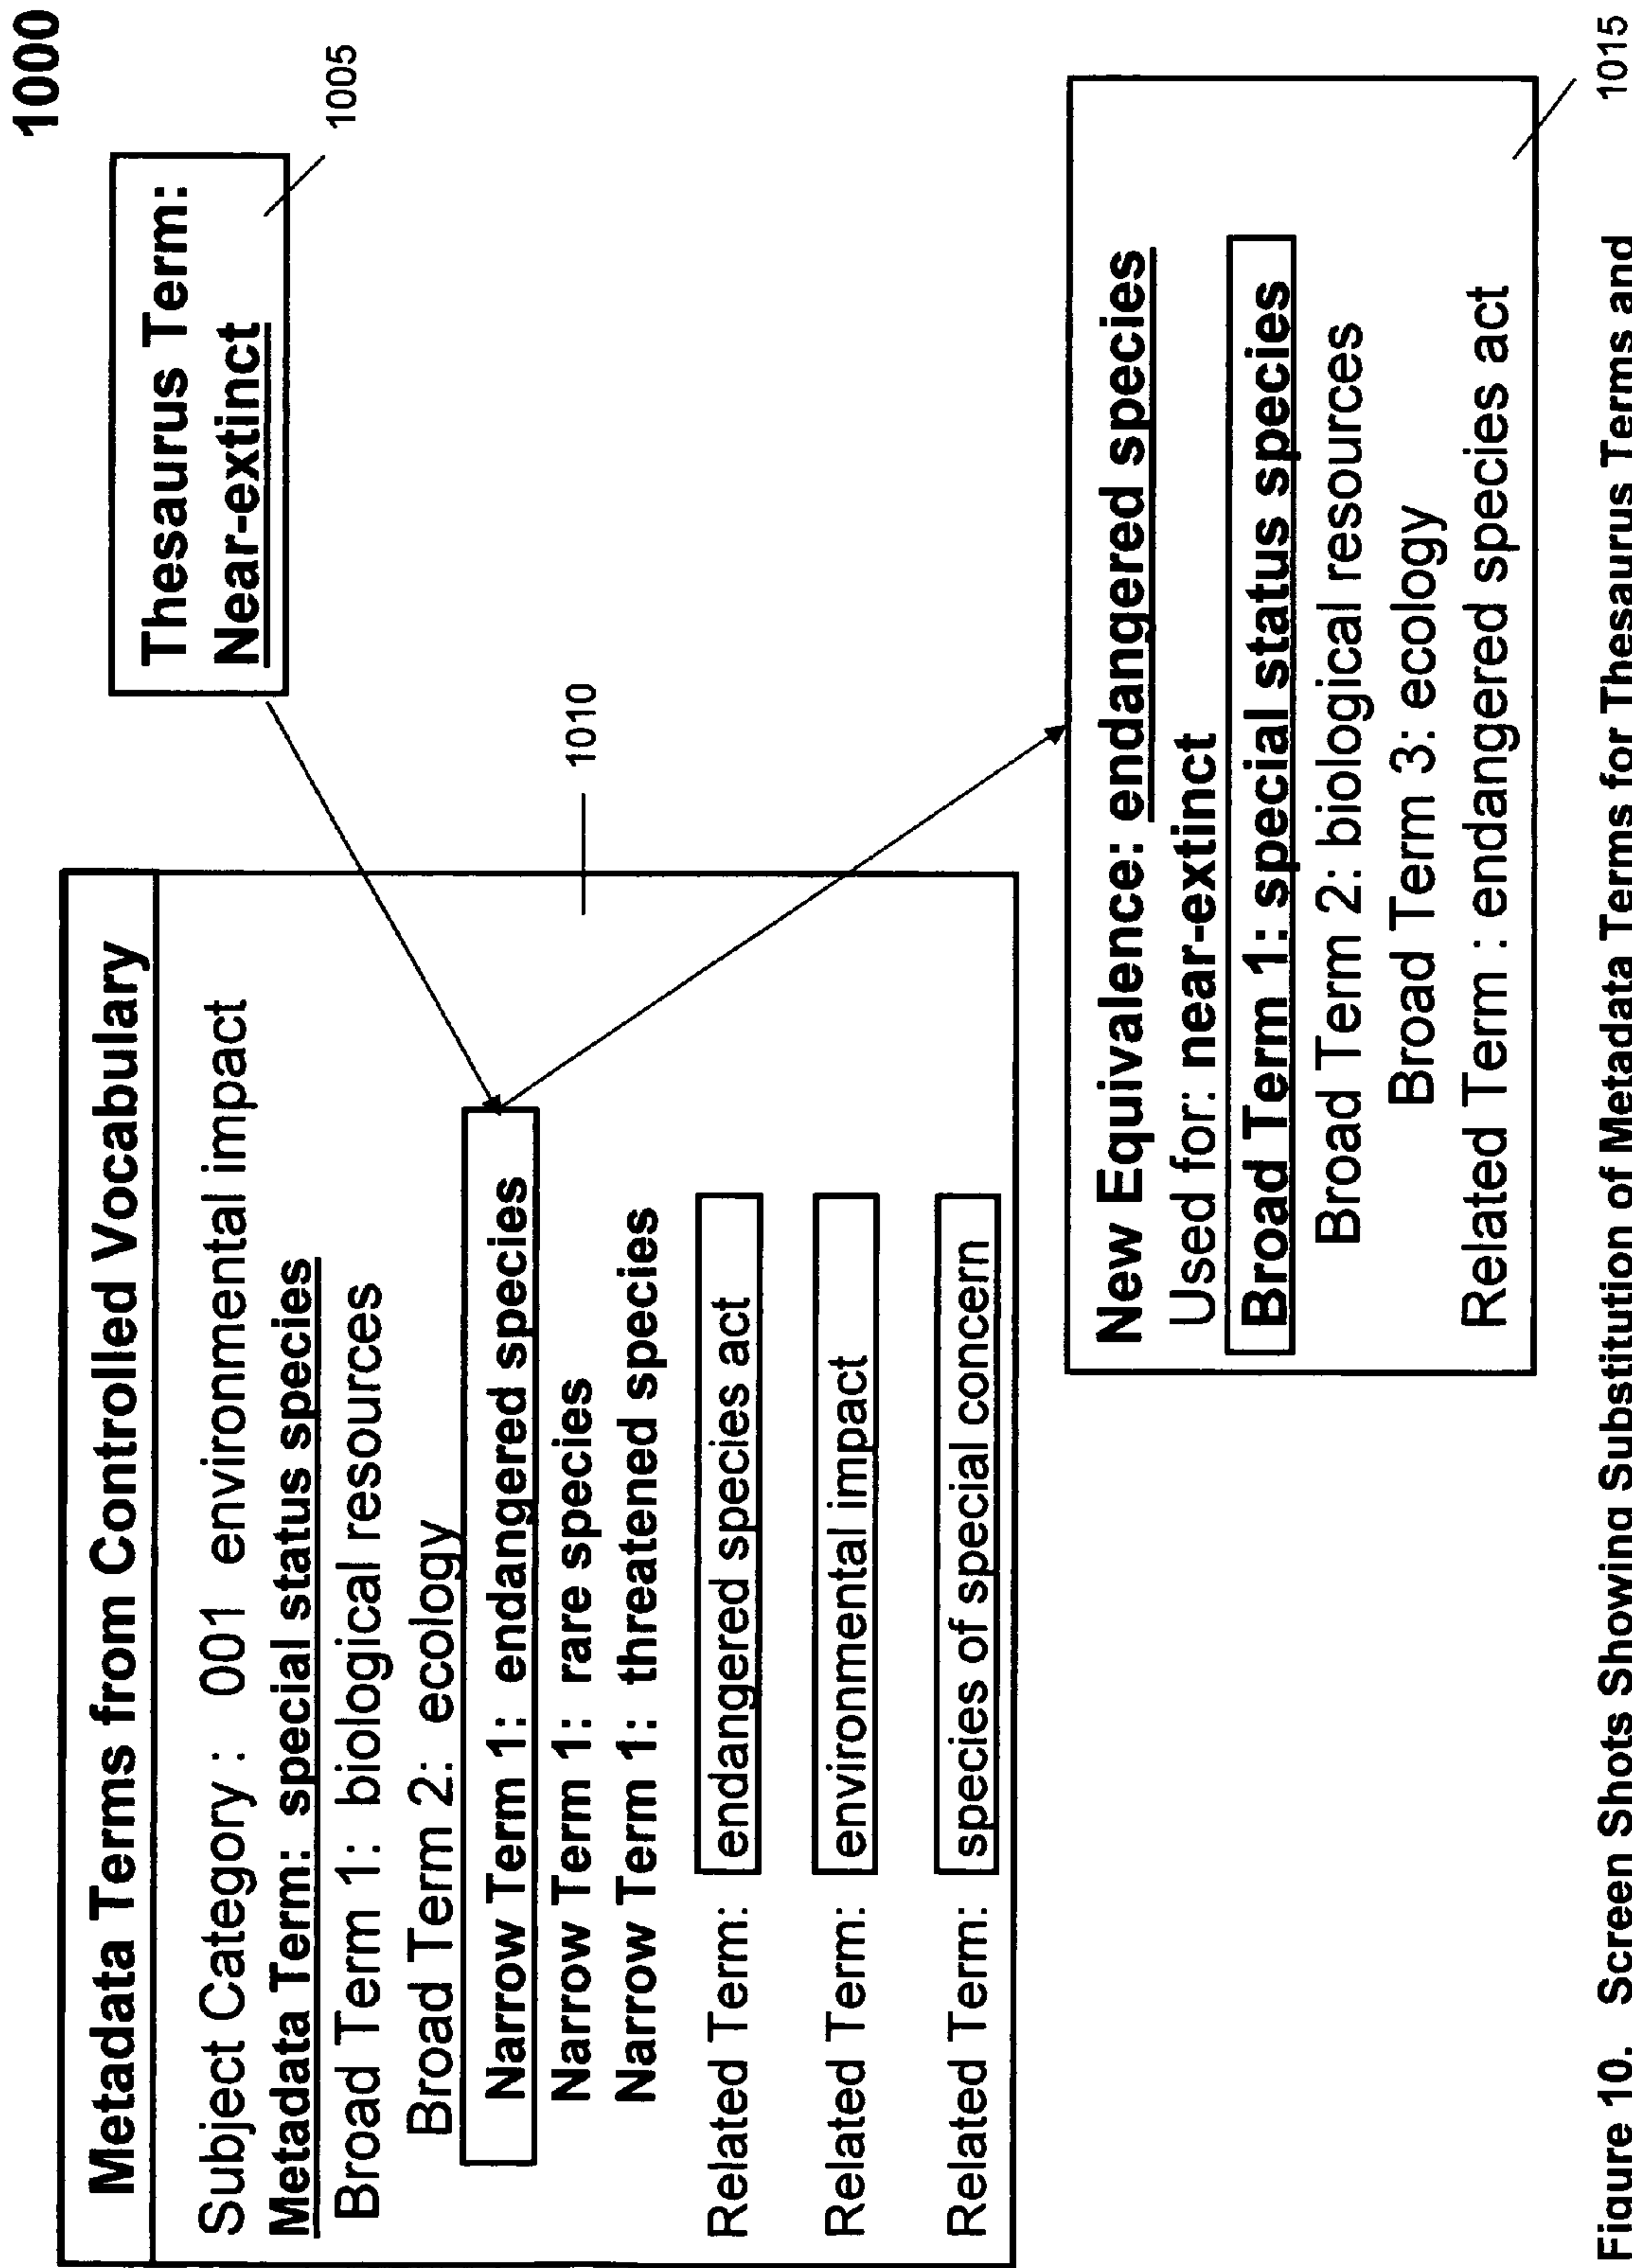 1000
Metadata Terms from Controlled Vocabulary
Subject Category : 001 environmental impact
Metadata Term: special status species
Broad Term 1: biological resources
Broad Term 2: ecology
Narrow Term 1: endangered species
Narrow Term 1: rare species
Narrow Term 1: threatened species
Related Term: endangered species act
Related Term: environmental impact
Related Term: species of special concern
1010
Thesaurus Term:
Near-extinct
1005
New Equivalence: endangered species
Used for: near-extinct
Broad Term 1: special status species
Broad Term 2: biological resources
Broad Term 3: ecology
Related Term : endangered species act
1015
Figure 10. Screen Shots Showing Substitution of Metadata Terms for Thesaurus Terms and